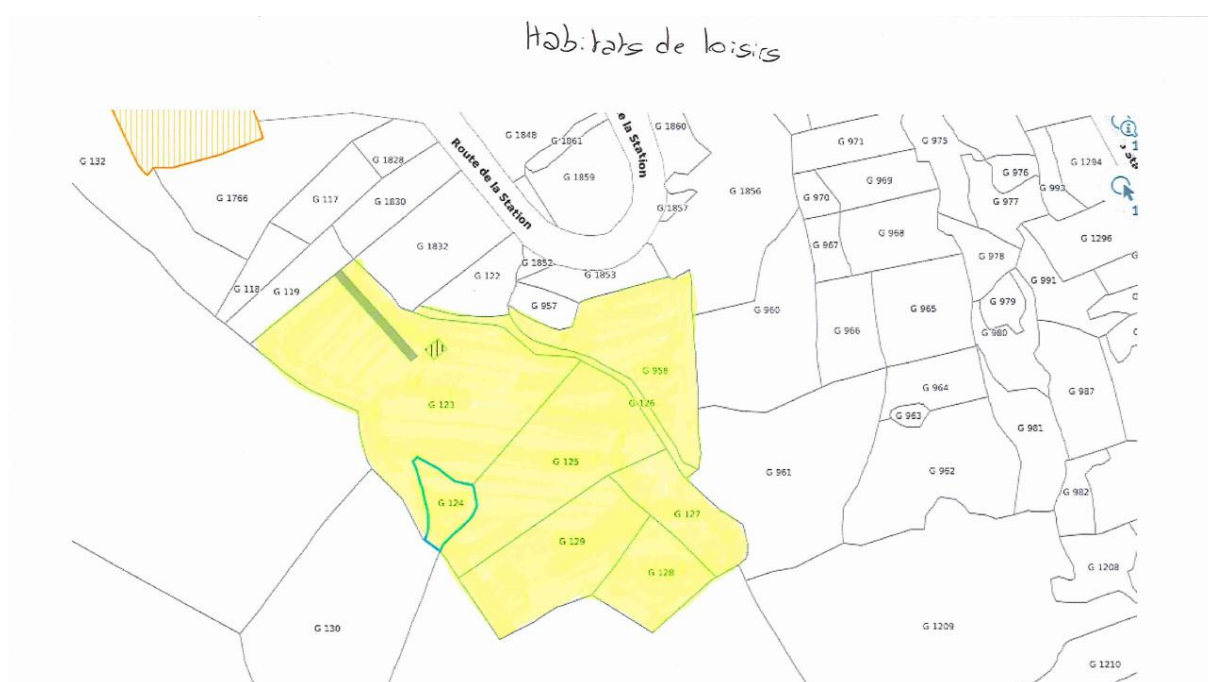 Habitats de loisirs
G 132
G 1766
G 117
G 1828
G 1830
Route de la Station
G 1848
G 1861
G 1859
e la Station
G 1860
G 1857
G 1856
G 971
G 975
G 1294
G 976
G 993
G 969
G 970
G 977
G 968
G 967
G 1296
G 978
G 991
G 118
G 119
G 1832
G 122
G 1852
G 1853
G 957
G 960
G 966
G 965
G 979
G 980
G 958
G 126
G 123
G 964
G 963
G 987
G 981
G 125
G 124
G 961
G 962
G 982
G 127
G 129
G 128
G 1208
G 130
G 1209
G 1210